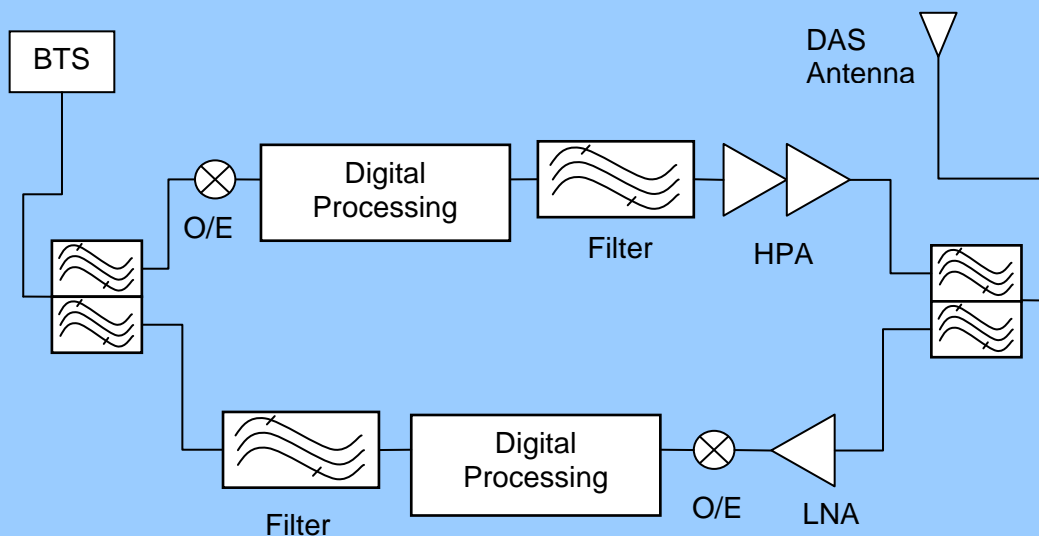 BTS
DAS
Antenna
O/E
Digital
Processing
Filter
HPA
Filter
Digital
Processing
O/E
LNA